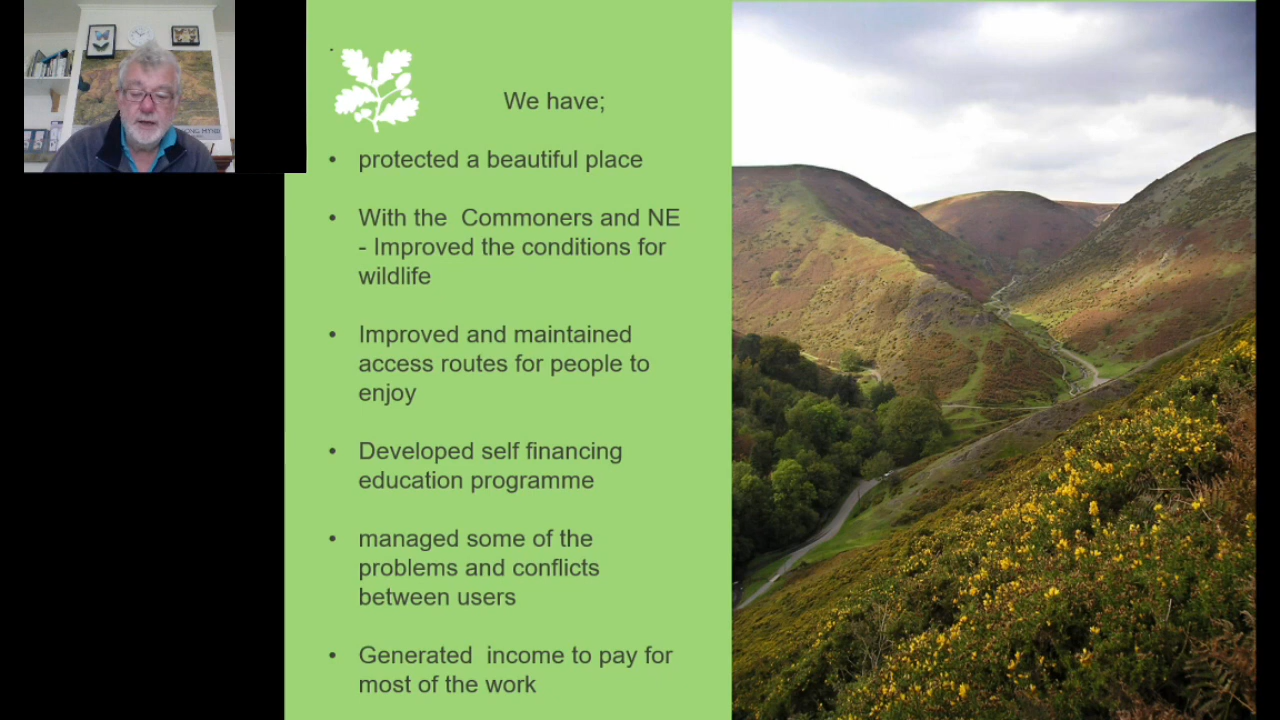 We have;
• protected a beautiful place
• With the  Commoners and NE
- Improved the conditions for
wildlife
• Improved and maintained
access routes for people to
enjoy
• Developed self financing
education programme
• managed some of the
problems and conflicts
between users
• Generated  income to pay for
most of the work